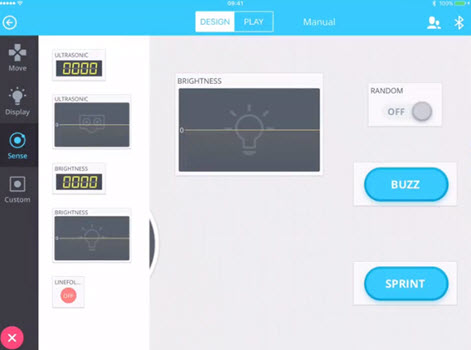 09:41
100%
DESIGN
PLAY
Manual
Move
Display
Sense
Custom
ULTRASONIC
0000
ULTRASONIC
0
BRIGHTNESS
0000
BRIGHTNESS
0
LINEFOL...
OFF
BRIGHTNESS
0
RANDOM
OFF
BUZZ
SPRINT